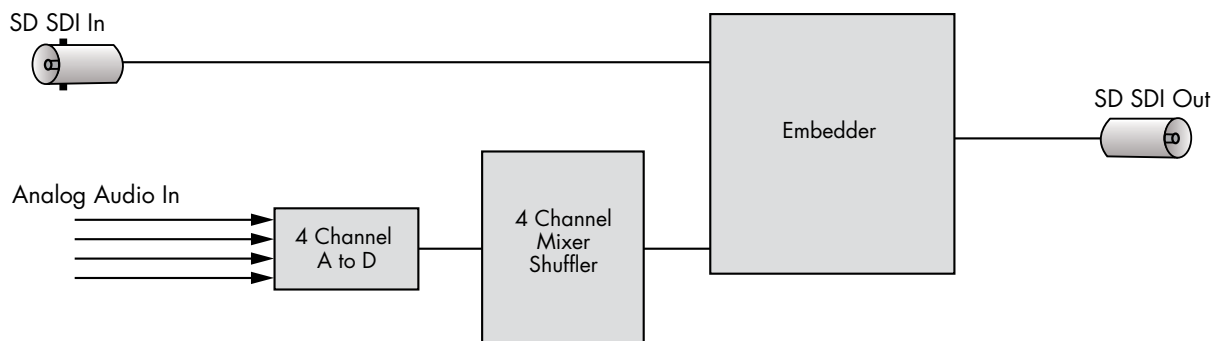 SD SDI In
Embedder
SD SDI Out
Analog Audio In
4 Channel
A to D
4 Channel
Mixer
Shuffler